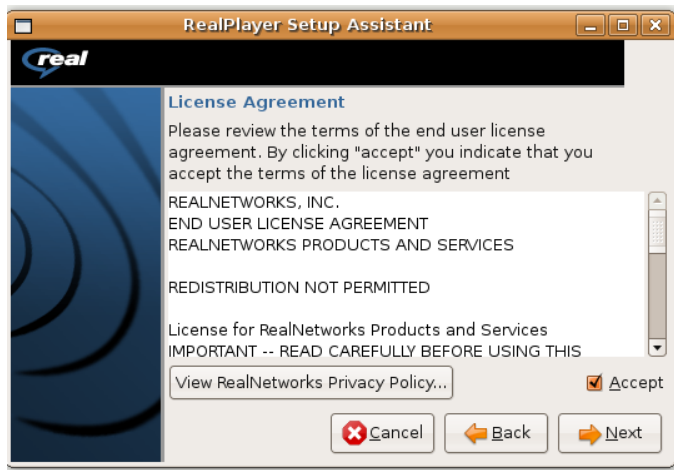 RealPlayer Setup Assistant
real
License Agreement
Please review the terms of the end user license
agreement. By clicking "accept" you indicate that you
accept the terms of the license agreement
REALNETWORKS, INC.
END USER LICENSE AGREEMENT
REALNETWORKS PRODUCTS AND SERVICES
REDISTRIBUTION NOT PERMITTED
License for RealNetworks Products and Services
IMPORTANT -- READ CAREFULLY BEFORE USING THIS
View RealNetworks Privacy Policy...
Accept
Cancel
Back
Next